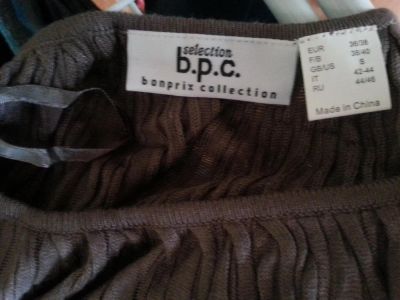 selection
b.p.c.
bonprix collection
EUR 36/38
F/B 38/40
GB/US S
IT 42-44
RU 44/46
Made in China